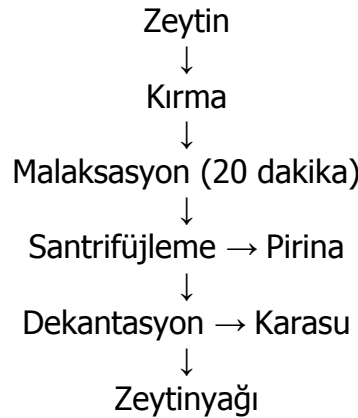 Zeytin
↓
Kırma
↓
Malaksasyon (20 dakika)
↓
Santrifüjleme → Pirina
↓
Dekantasyon → Karasu
↓
Zeytinyağı